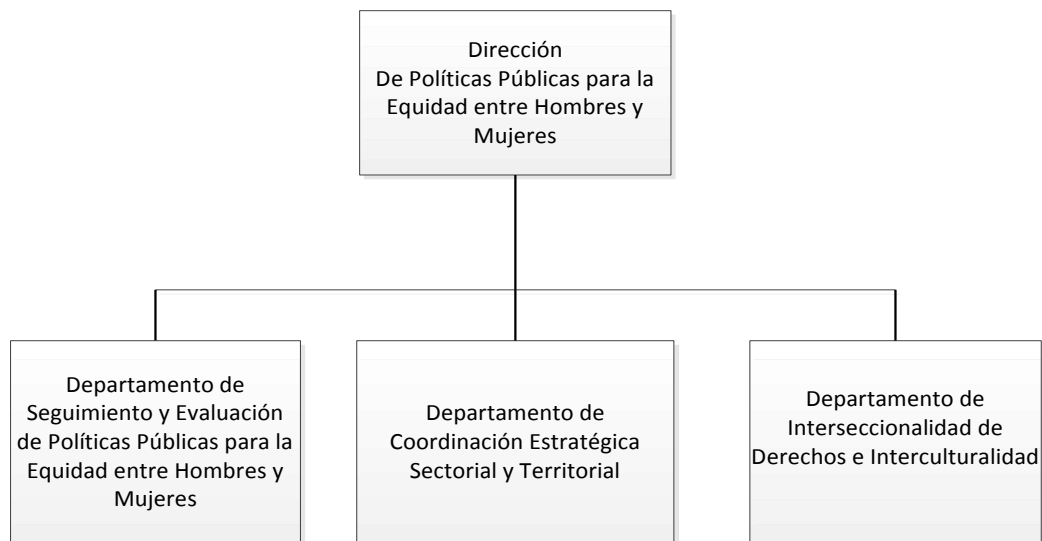 Dirección
De Políticas Públicas para la
Equidad entre Hombres y
Mujeres
Departamento de
Seguimiento y Evaluación
de Políticas Públicas para la
Equidad entre Hombres y
Mujeres
Departamento de
Coordinación Estratégica
Sectorial y Territorial
Departamento de
Interseccionalidad de
Derechos e Interculturalidad